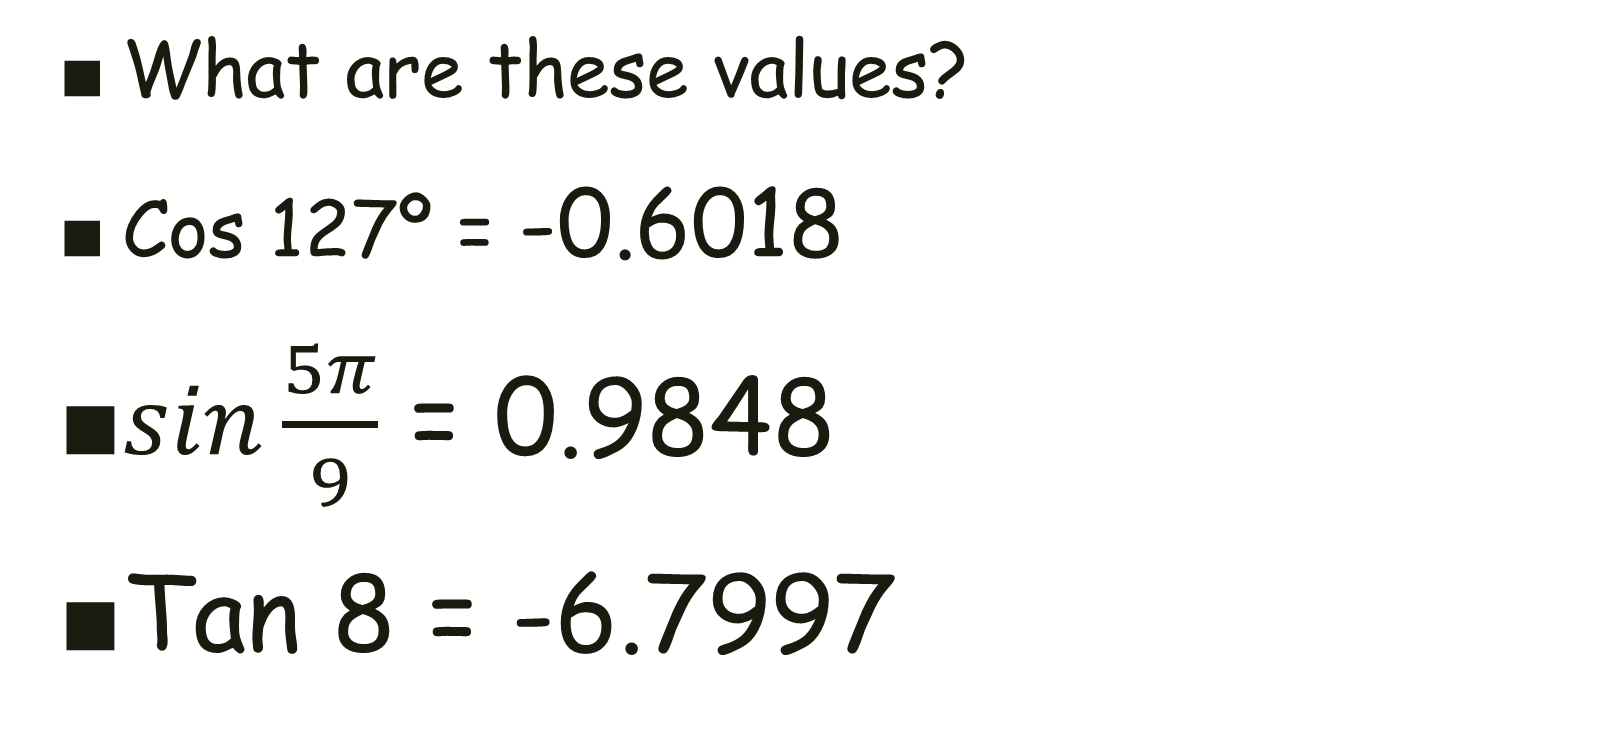 ■ What are these values?
■ Cos 127° = -0.6018
■ sin 5π/9 = 0.9848
■ Tan 8 = -6.7997